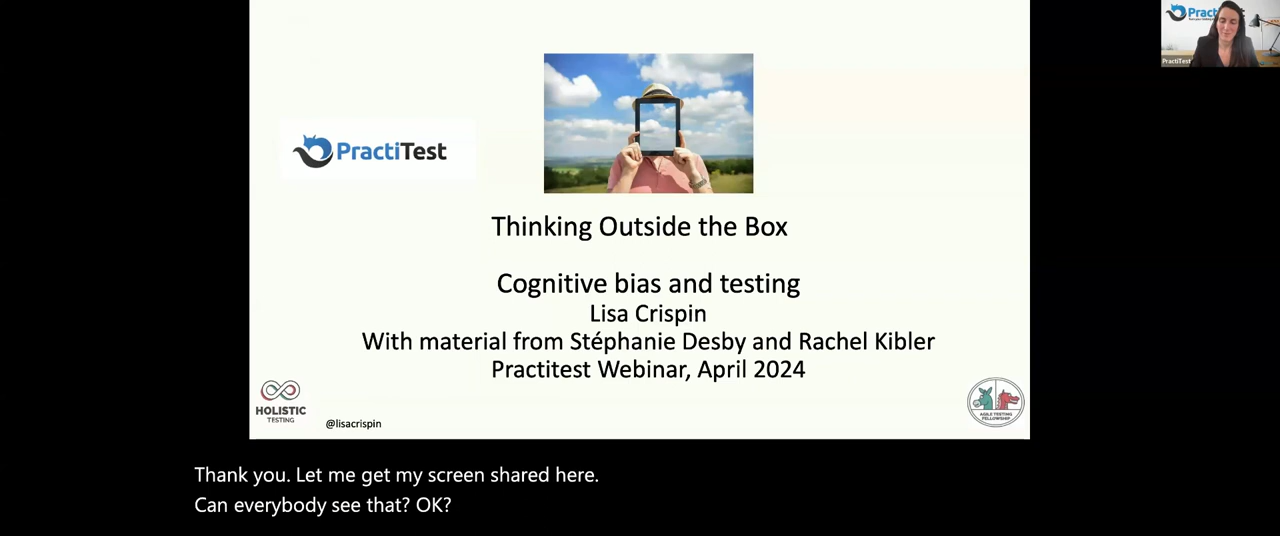 PractiTest
Thinking Outside the Box
Cognitive bias and testing
Lisa Crispin
With material from Stéphanie Desby and Rachel Kibler
Practitest Webinar, April 2024
HOLISTIC
TESTING
@lisacrispin
AGILE TESTING
FELLOWSHIP
Thank you. Let me get my screen shared here.
Can everybody see that? OK?
Pract
PractiTest